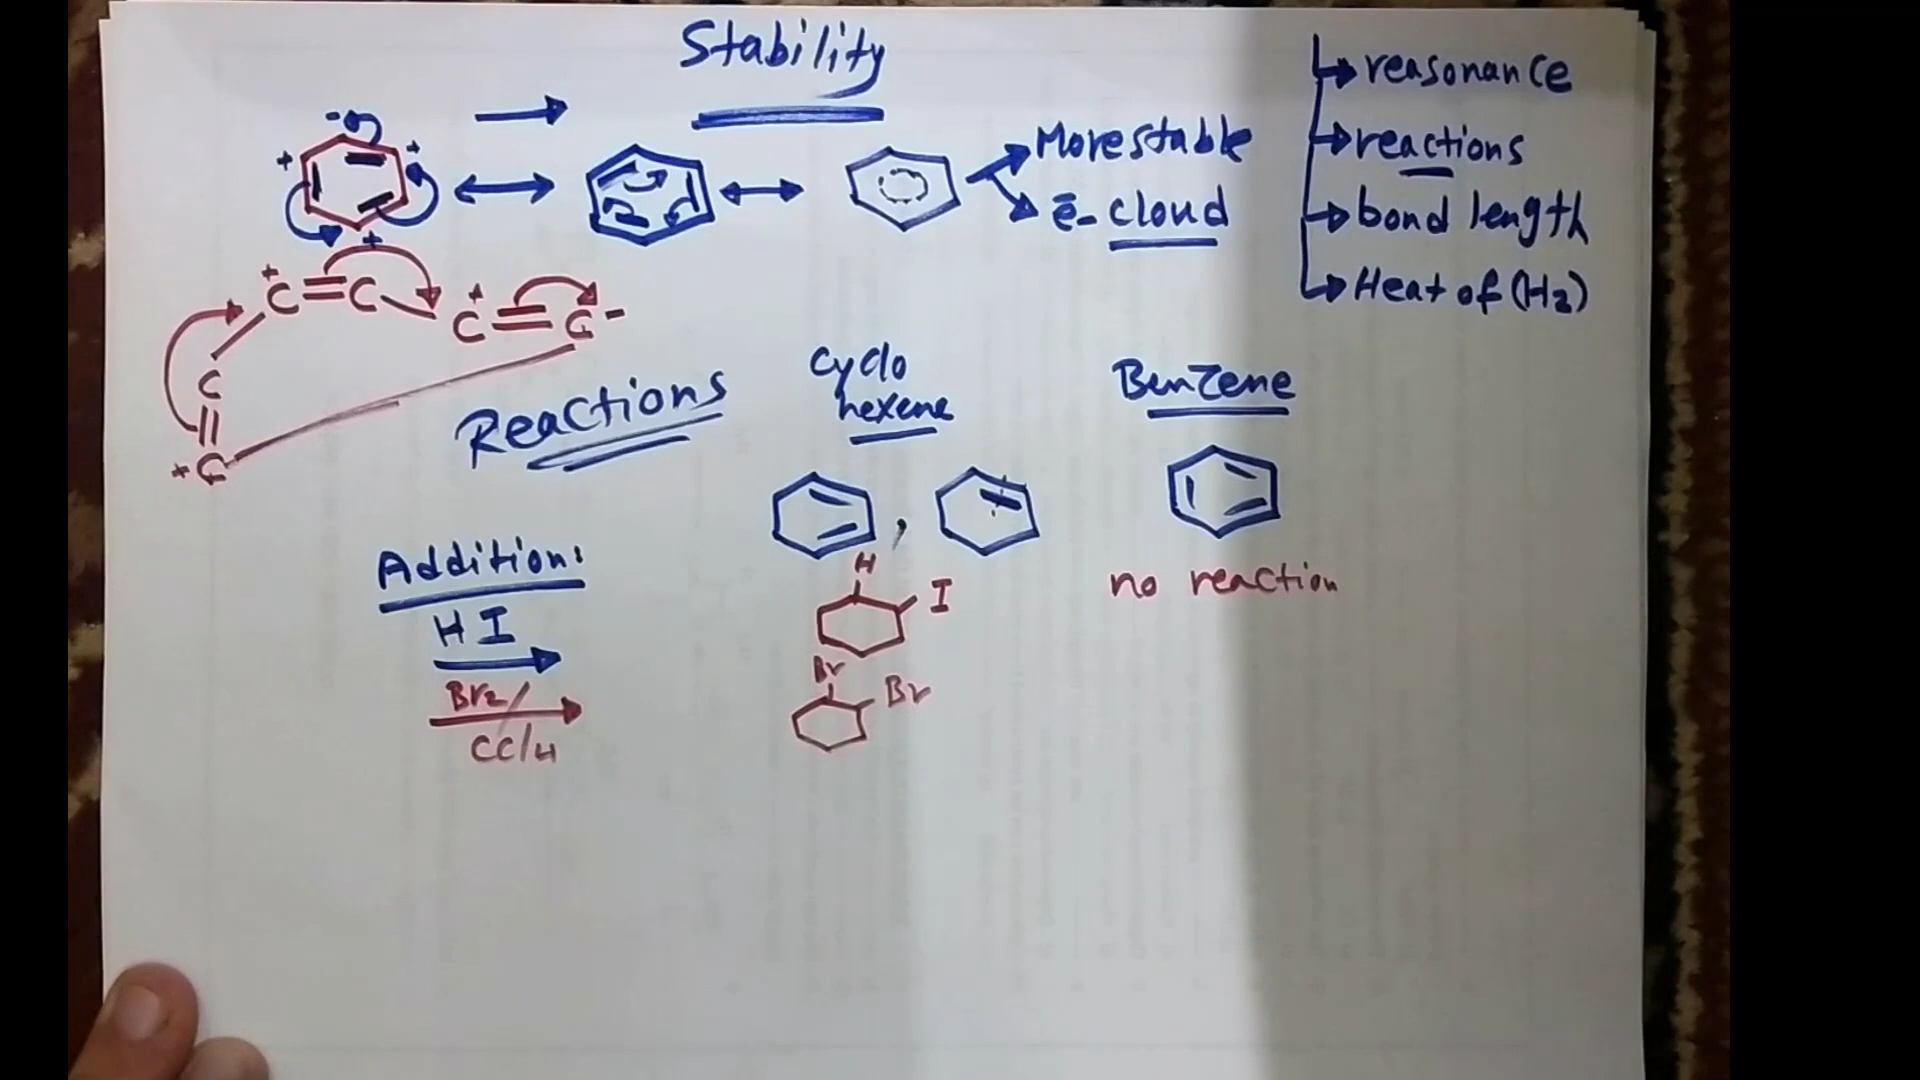 Stability
reasonance
reactions
bond length
Heat of (H2)
More stable
ē- cloud
- + + +
+ C = C
+ C = C -
C
+ C
Reactions
Cyclo
hexene
Benzene
,
Addition:
HI
H
I
no reaction
Br2/
CCl4
Br
Br